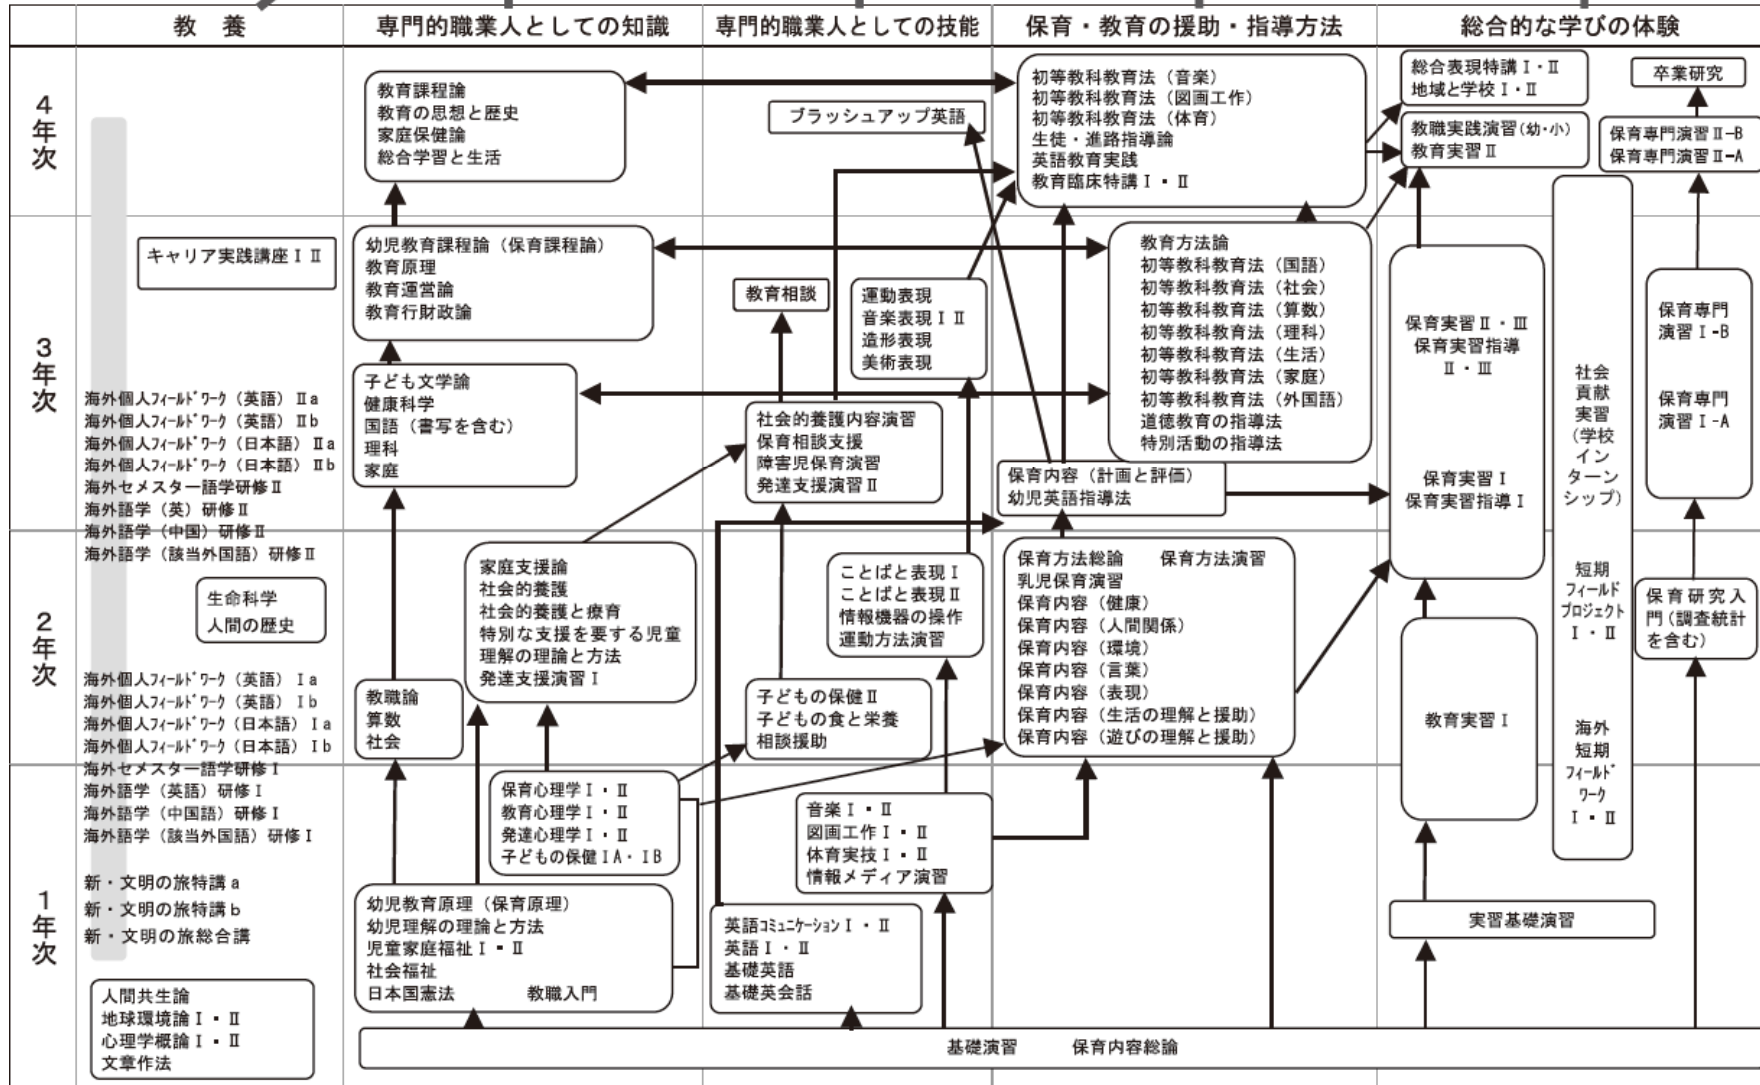 教　養
専門的職業人としての知識
専門的職業人としての技能
保育・教育の援助・指導方法
総合的な学びの体験
4年次
教育課程論
教育の思想と歴史
家庭保健論
総合学習と生活
ブラッシュアップ英語
初等教科教育法（音楽）
初等教科教育法（図画工作）
初等教科教育法（体育）
生徒・進路指導論
英語教育実践
教育臨床特講Ⅰ・Ⅱ
総合表現特講Ⅰ・Ⅱ
地域と学校Ⅰ・Ⅱ
教職実践演習（幼・小）
教育実習Ⅱ
卒業研究
保育専門演習Ⅱ-B
保育専門演習Ⅱ-A
3年次
キャリア実践講座ⅠⅡ
海外個人フィールドワーク（英語）Ⅱa
海外個人フィールドワーク（英語）Ⅱb
海外個人フィールドワーク（日本語）Ⅱa
海外個人フィールドワーク（日本語）Ⅱb
海外セメスター語学研修Ⅱ
海外語学（英）研修Ⅱ
海外語学（中国）研修Ⅱ
海外語学（該当外国語）研修Ⅱ
幼児教育課程論（保育課程論）
教育原理
教育運営論
教育行財政論
子ども文学論
健康科学
国語（書写を含む）
理科
家庭
教育相談
運動表現
音楽表現ⅠⅡ
造形表現
美術表現
社会的養護内容演習
保育相談支援
障害児保育演習
発達支援演習Ⅱ
教育方法論
初等教科教育法（国語）
初等教科教育法（社会）
初等教科教育法（算数）
初等教科教育法（理科）
初等教科教育法（生活）
初等教科教育法（家庭）
初等教科教育法（外国語）
道徳教育の指導法
特別活動の指導法
保育内容（計画と評価）
幼児英語指導法
保育実習Ⅱ・Ⅲ
保育実習指導
Ⅱ・Ⅲ
保育実習Ⅰ
保育実習指導Ⅰ
社会
貢献
実習
（学校
イン
ターン
シップ）
短期
フィールド
プロジェクト
Ⅰ・Ⅱ
海外
短期
フィールド
ワーク
Ⅰ・Ⅱ
保育専門
演習Ⅰ-B
保育専門
演習Ⅰ-A
2年次
生命科学
人間の歴史
海外個人フィールドワーク（英語）Ⅰa
海外個人フィールドワーク（英語）Ⅰb
海外個人フィールドワーク（日本語）Ⅰa
海外個人フィールドワーク（日本語）Ⅰb
海外セメスター語学研修Ⅰ
海外語学（英語）研修Ⅰ
海外語学（中国語）研修Ⅰ
海外語学（該当外国語）研修Ⅰ
家庭支援論
社会的養護
社会的養護と療育
特別な支援を要する児童
理解の理論と方法
発達支援演習Ⅰ
教職論
算数
社会
ことばと表現Ⅰ
ことばと表現Ⅱ
情報機器の操作
運動方法演習
子どもの保健Ⅱ
子どもの食と栄養
相談援助
保育方法総論　保育方法演習
乳児保育演習
保育内容（健康）
保育内容（人間関係）
保育内容（環境）
保育内容（言葉）
保育内容（表現）
保育内容（生活の理解と援助）
保育内容（遊びの理解と援助）
教育実習Ⅰ
保育研究入
門（調査統計
を含む）
1年次
新・文明の旅特講a
新・文明の旅特講b
新・文明の旅総合講
人間共生論
地球環境論Ⅰ・Ⅱ
心理学概論Ⅰ・Ⅱ
文章作法
保育心理学Ⅰ・Ⅱ
教育心理学Ⅰ・Ⅱ
発達心理学Ⅰ・Ⅱ
子どもの保健ⅠA・ⅠB
幼児教育原理（保育原理）
幼児理解の理論と方法
児童家庭福祉Ⅰ・Ⅱ
社会福祉
日本国憲法　教職入門
音楽Ⅰ・Ⅱ
図画工作Ⅰ・Ⅱ
体育実技Ⅰ・Ⅱ
情報メディア演習
英語コミュニケーションⅠ・Ⅱ
英語Ⅰ・Ⅱ
基礎英語
基礎英会話
実習基礎演習
基礎演習　保育内容総論